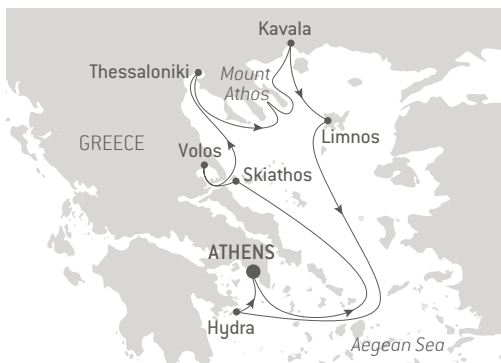 Kavala
Thessaloniki
Mount
Athos
Limnos
GREECE
Volos
Skiathos
ATHENS
Hydra
Aegean Sea